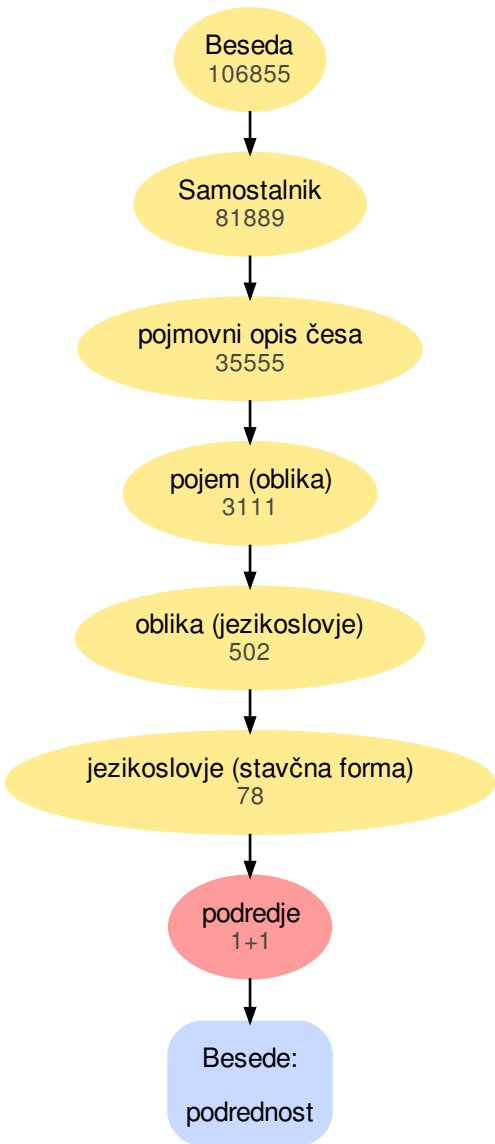 Beseda
106855
Samostalnik
81889
pojmovni opis česa
35555
pojem (oblika)
3111
oblika (jezikoslovje)
502
jezikoslovje (stavčna forma)
78
podredje
1+1
Besede:
podrednost